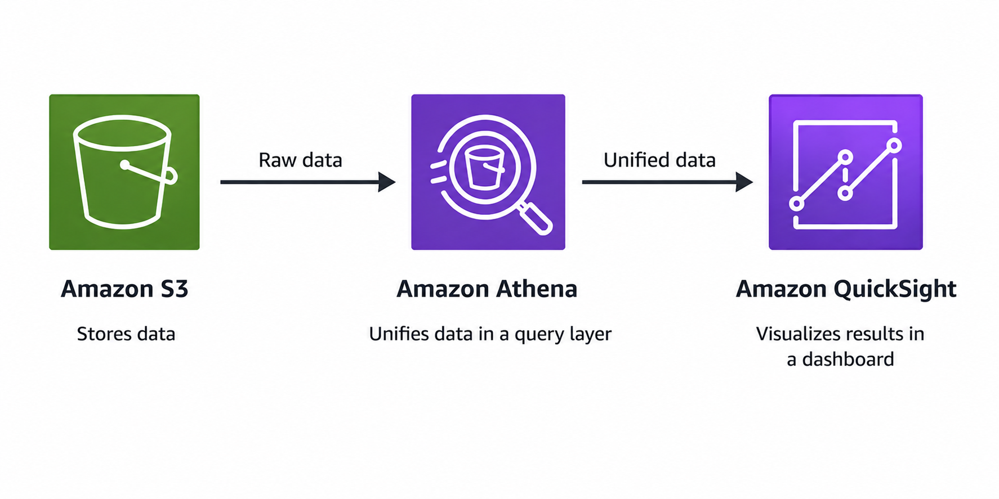 Raw data
Unified data
Amazon S3
Amazon Athena
Amazon QuickSight
Stores data
Unifies data in a query layer
Visualizes results in
a dashboard